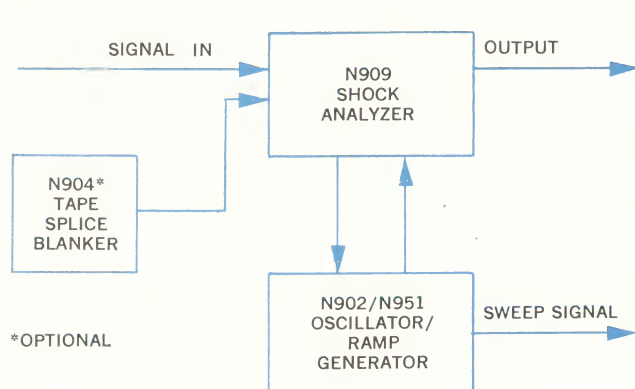 SIGNAL IN
OUTPUT
N909
SHOCK
ANALYZER
N904*
TAPE
SPLICE
BLANKER
N902/N951
OSCILLATOR/
RAMP
GENERATOR
SWEEP SIGNAL
*OPTIONAL